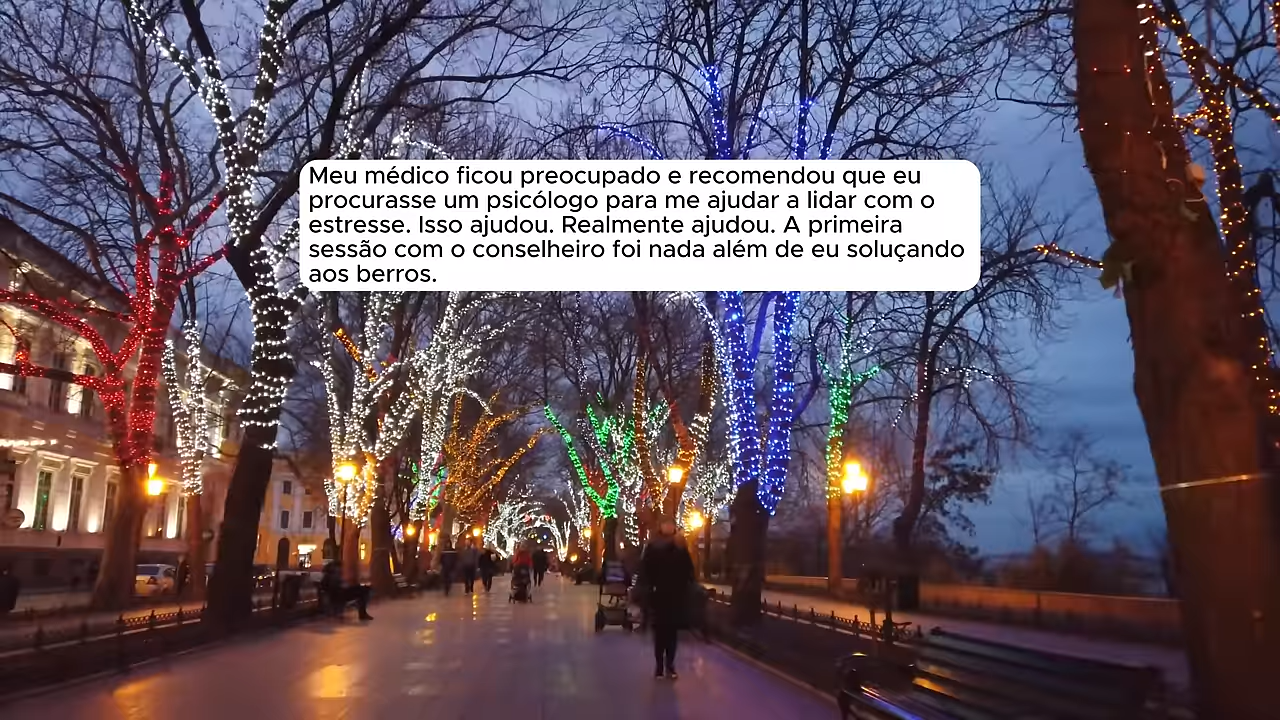 Meu médico ficou preocupado e recomendou que eu
procurasse um psicólogo para me ajudar a lidar com o
estresse. Isso ajudou. Realmente ajudou. A primeira
sessão com o conselheiro foi nada além de eu soluçando
aos berros.